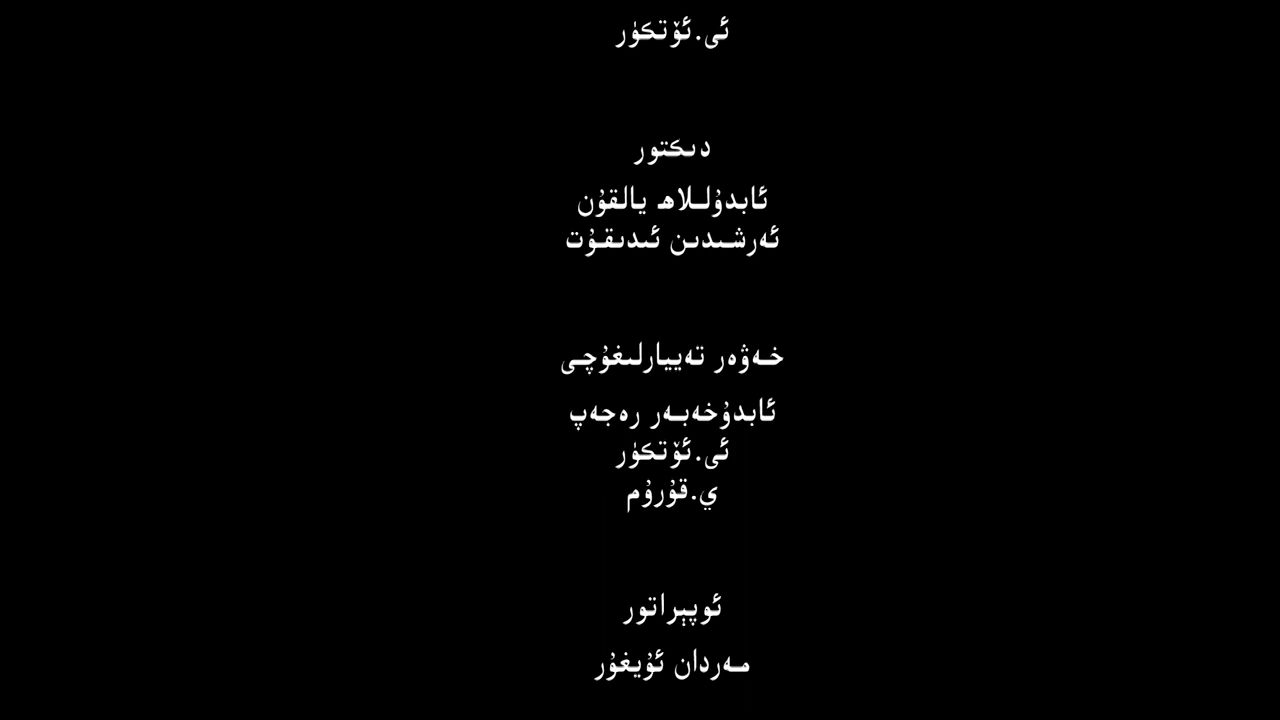 ئى.ئۆتكۈر
دىكتور
ئابدۇللاھ يالقۇن
ئەرشىدىن ئىدىقۇت
خەۋەر تەييارلىغۇچى
ئابدۇخەبەر رەجەپ
ئى.ئۆتكۈر
ي.قۇرۇم
ئوپېراتور
مەردان ئۇيغۇر